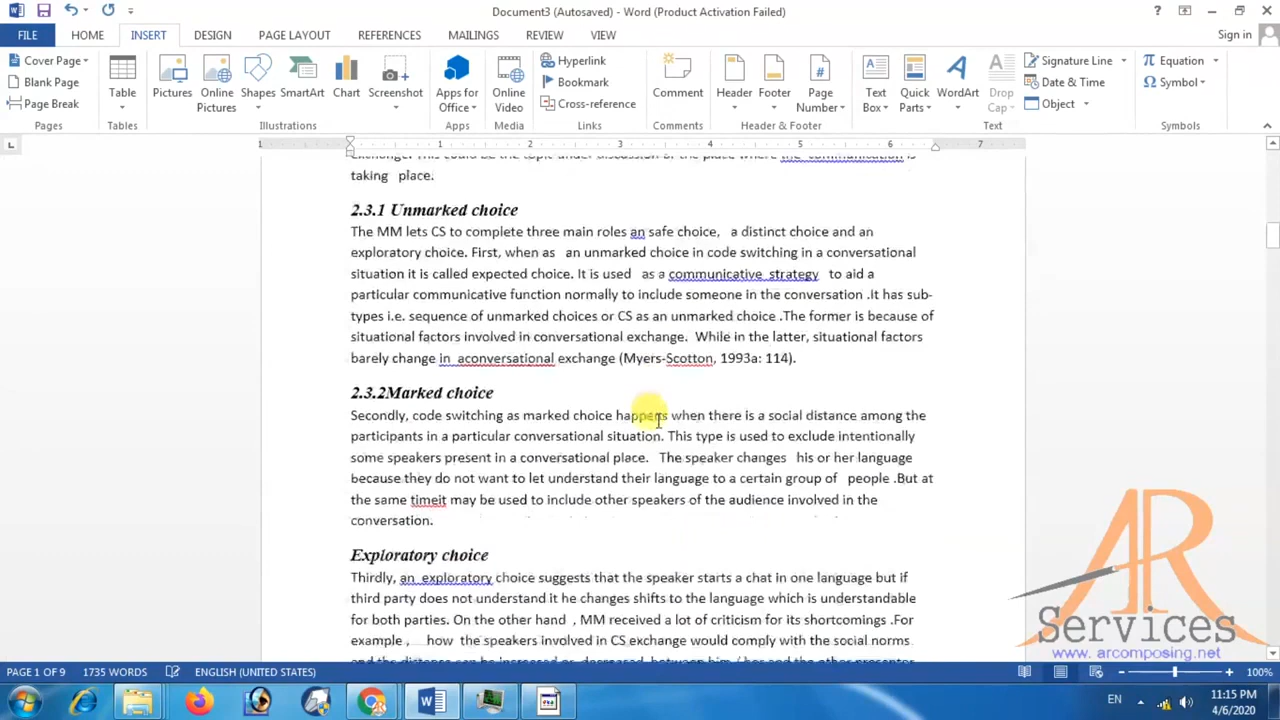 Document3 (Autosaved) - Word (Product Activation Failed)
FILE HOME INSERT DESIGN PAGE LAYOUT REFERENCES MAILINGS REVIEW VIEW Sign in
Cover Page
Blank Page
Page Break
Pages
Table
Tables
Pictures
Online Pictures
Shapes
SmartArt
Chart
Screenshot
Illustrations
Apps for Office
Apps
Online Video
Media
Hyperlink
Bookmark
Cross-reference
Links
Comment
Comments
Header
Footer
Page Number
Header & Footer
Text Box
Quick Parts
WordArt
Drop Cap
Signature Line
Date & Time
Object
Text
Equation
Symbol
Symbols
1 1 2 3 4 5 6 7
exchange. This could be the topic under discussion or the place where the communication is
taking place.
2.3.1 Unmarked choice
The MM lets CS to complete three main roles an safe choice, a distinct choice and an
exploratory choice. First, when as an unmarked choice in code switching in a conversational
situation it is called expected choice. It is used as a communicative strategy to aid a
particular communicative function normally to include someone in the conversation .it has sub-
types i.e. sequence of unmarked choices or CS as an unmarked choice .The former is because of
situational factors involved in conversational exchange. While in the latter, situational factors
barely change in aconversational exchange (Myers-Scotton, 1993a: 114).
2.3.2Marked choice
Secondly, code switching as marked choice happens when there is a social distance among the
participants in a particular conversational situation. This type is used to exclude intentionally
some speakers present in a conversational place. The speaker changes his or her language
because they do not want to let understand their language to a certain group of people .But at
the same timeit may be used to include other speakers of the audience involved in the
conversation.
Exploratory choice
Thirdly, an exploratory choice suggests that the speaker starts a chat in one language but if
third party does not understand it he changes shifts to the language which is understandable
for both parties. On the other hand , MM received a lot of criticism for its shortcomings .For
example , how the speakers involved in CS exchange would comply with the social norms
and the distance can be increased or decreased between him / her and the other presenter
AR
Services
www. arcomposing.net
PAGE 1 OF 9 1735 WORDS ENGLISH (UNITED STATES) 100%
EN 11:15 PM
4/6/2020